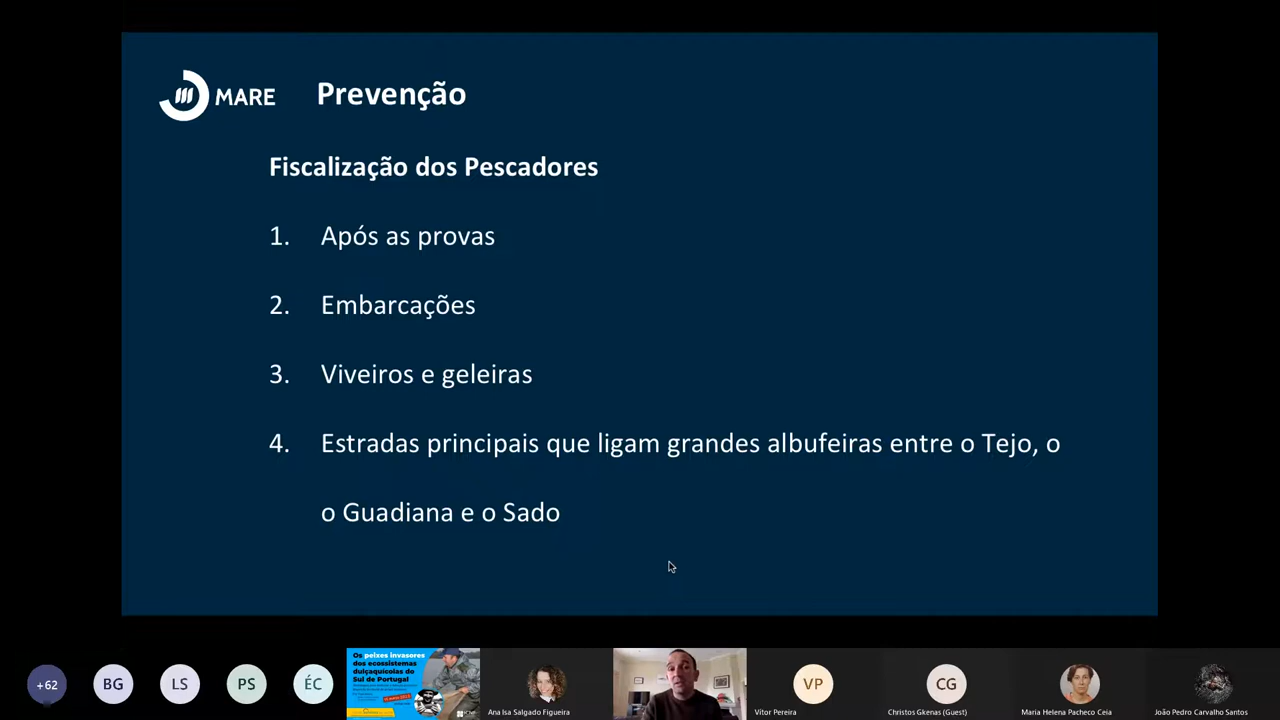 MARE
Prevenção
Fiscalização dos Pescadores
1. Após as provas
2. Embarcações
3. Viveiros e geleiras
4. Estradas principais que ligam grandes albufeiras entre o Tejo, o
o Guadiana e o Sado
+62
BG
LS
PS
ÉC
Os peixes invasores
dos ecossistemas
dulçaquícolas do
Sul de Portugal
Ana Isa Salgado Figueira
VP
Vítor Pereira
CG
Christos Gkenas (Guest)
Maria Helena Pacheco Ceia
João Pedro Carvalho Santos